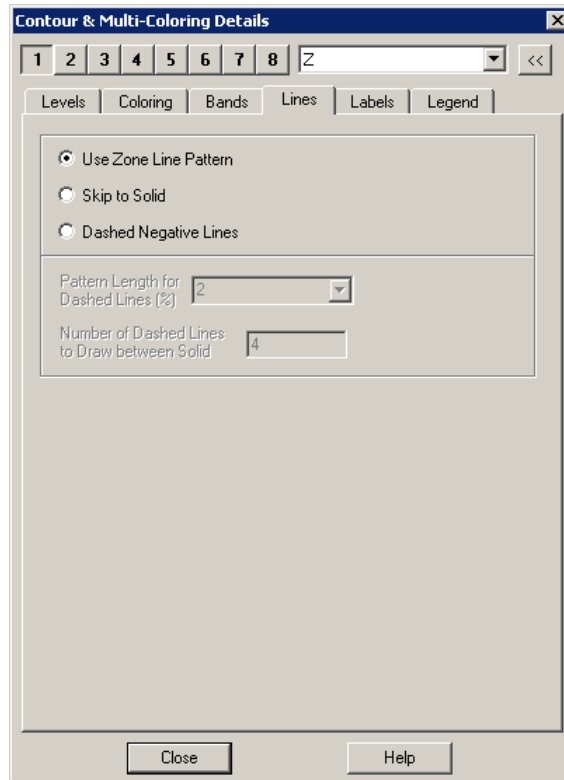 Contour & Multi-Coloring Details
1 2 3 4 5 6 7 8 Z <<
Levels Coloring Bands Lines Labels Legend
Use Zone Line Pattern
Skip to Solid
Dashed Negative Lines
Pattern Length for
Dashed Lines (%) 2
Number of Dashed Lines
to Draw between Solid 4
Close Help